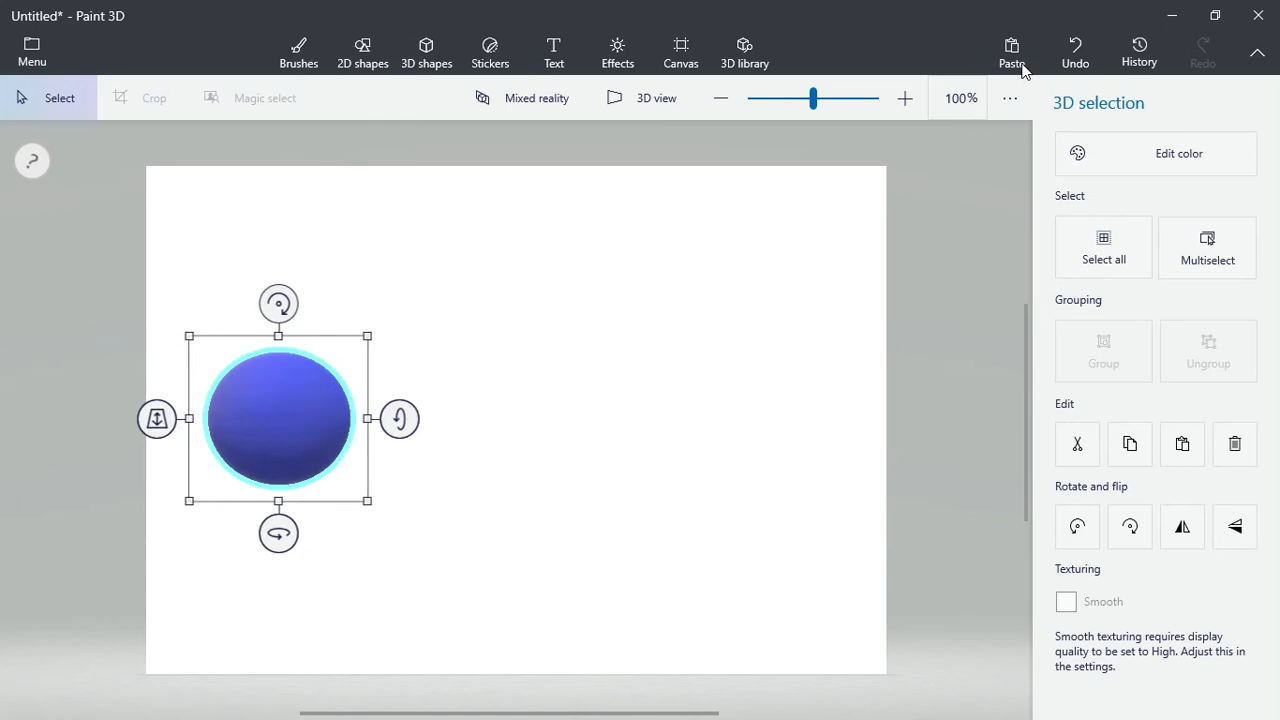 Untitled* - Paint 3D
Menu
Brushes
2D shapes
3D shapes
Stickers
Text
Effects
Canvas
3D library
Paste
Undo
History
Redo
Select
Crop
Magic select
Mixed reality
3D view
100%
3D selection
Edit color
Select
Select all
Multiselect
Grouping
Group
Ungroup
Edit
Rotate and flip
Texturing
Smooth
Smooth texturing requires display
quality to be set to High. Adjust this in
the settings.